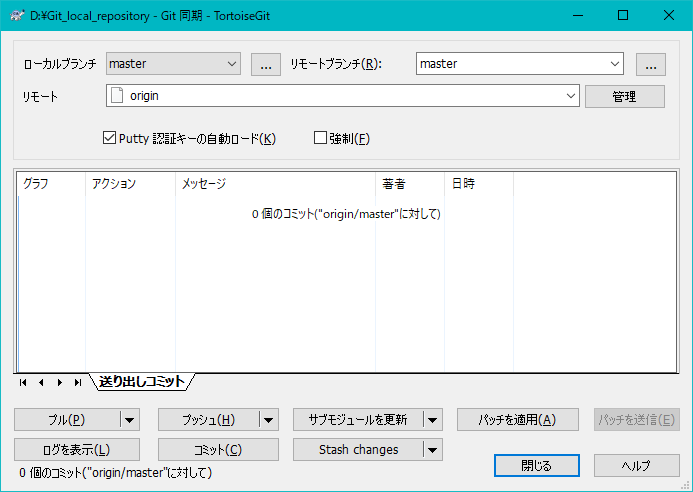 D:¥Git_local_repository - Git 同期 - TortoiseGit
ローカルブランチ master ... リモートブランチ(R): master ...
リモート origin 管理
Putty 認証キーの自動ロード(K) 強制(F)
グラフ アクション メッセージ 著者 日時
0 個のコミット("origin/master"に対して)
送り出しコミット
プル(P) プッシュ(H) サブモジュールを更新 パッチを適用(A) パッチを送信(E)
ログを表示(L) コミット(C) Stash changes
閉じる ヘルプ
0 個のコミット("origin/master"に対して)